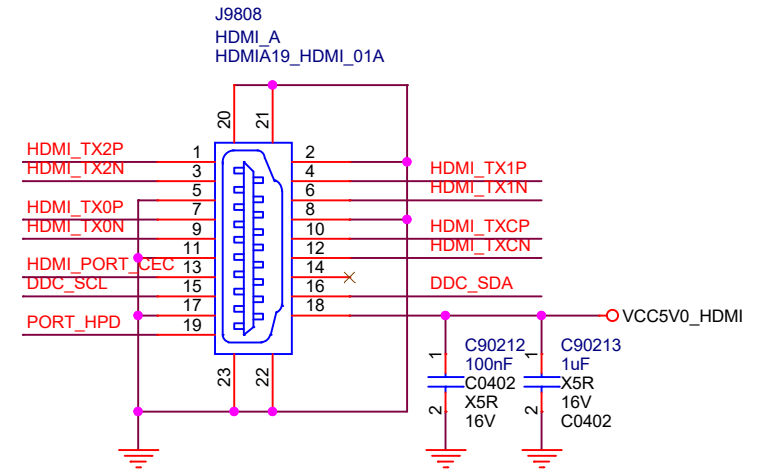 J9808
HDMI_A
HDMIA19_HDMI_01A
20
21
HDMI_TX2P
1
2
HDMI_TX2N
3
4
HDMI_TX1P
5
6
HDMI_TX1N
HDMI_TX0P
7
8
HDMI_TX0N
9
10
HDMI_TXCP
11
12
HDMI_TXCN
HDMI_PORT_CEC
13
14
DDC_SCL
15
16
DDC_SDA
17
18
VCC5V0_HDMI
PORT_HPD
19
23
22
1
C90212
100nF
C0402
X5R
16V
2
1
C90213
1uF
X5R
16V
C0402
2